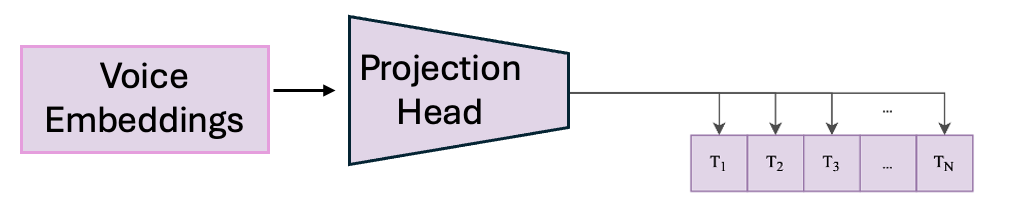 Voice
Embeddings
Projection
Head
...
T1 T2 T3 ... TN